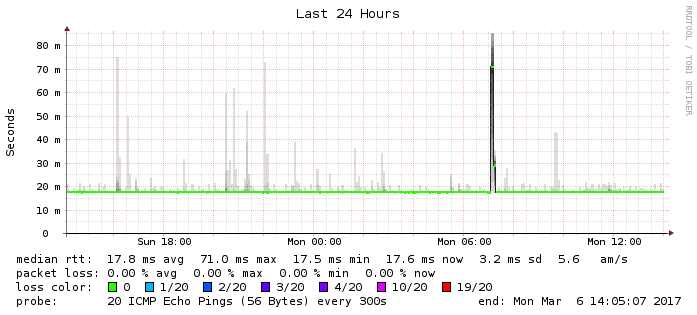 Last 24 Hours
RRDTOOL / TOBI OETIKER
Seconds
80 m
70 m
60 m
50 m
40 m
30 m
20 m
10 m
0
Sun 18:00 Mon 00:00 Mon 06:00 Mon 12:00
median rtt: 17.8 ms avg 71.0 ms max 17.5 ms min 17.6 ms now 3.2 ms sd 5.6 am/s
packet loss: 0.00 % avg 0.00 % max 0.00 % min 0.00 % now
loss color: 0 1/20 2/20 3/20 4/20 10/20 19/20
probe: 20 ICMP Echo Pings (56 Bytes) every 300s end: Mon Mar 6 14:05:07 2017